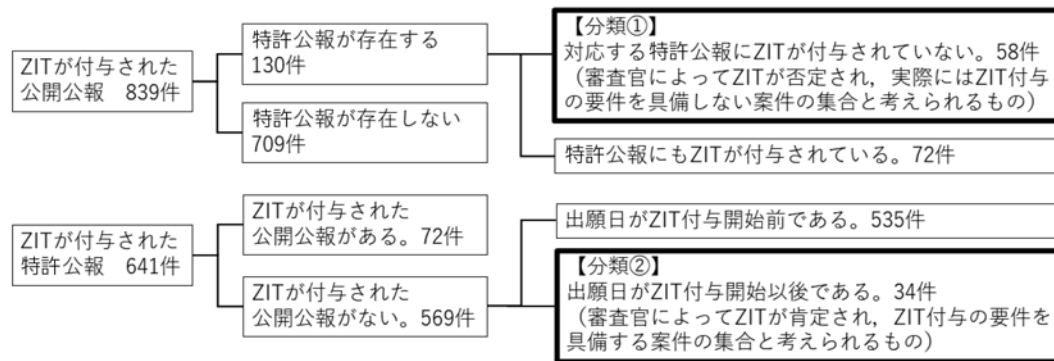 ZITが付与された
公開公報　839件
特許公報が存在する
130件
特許公報が存在しない
709件
【分類①】
対応する特許公報にZITが付与されていない。58件
（審査官によってZITが否定され，実際にはZIT付与
の要件を具備しない案件の集合と考えられるもの）
特許公報にもZITが付与されている。72件
ZITが付与された
特許公報　641件
ZITが付与された
公開公報がある。72件
ZITが付与された
公開公報がない。569件
出願日がZIT付与開始前である。535件
【分類②】
出願日がZIT付与開始以後である。34件
（審査官によってZITが肯定され，ZIT付与の要件を
具備する案件の集合と考えられるもの）